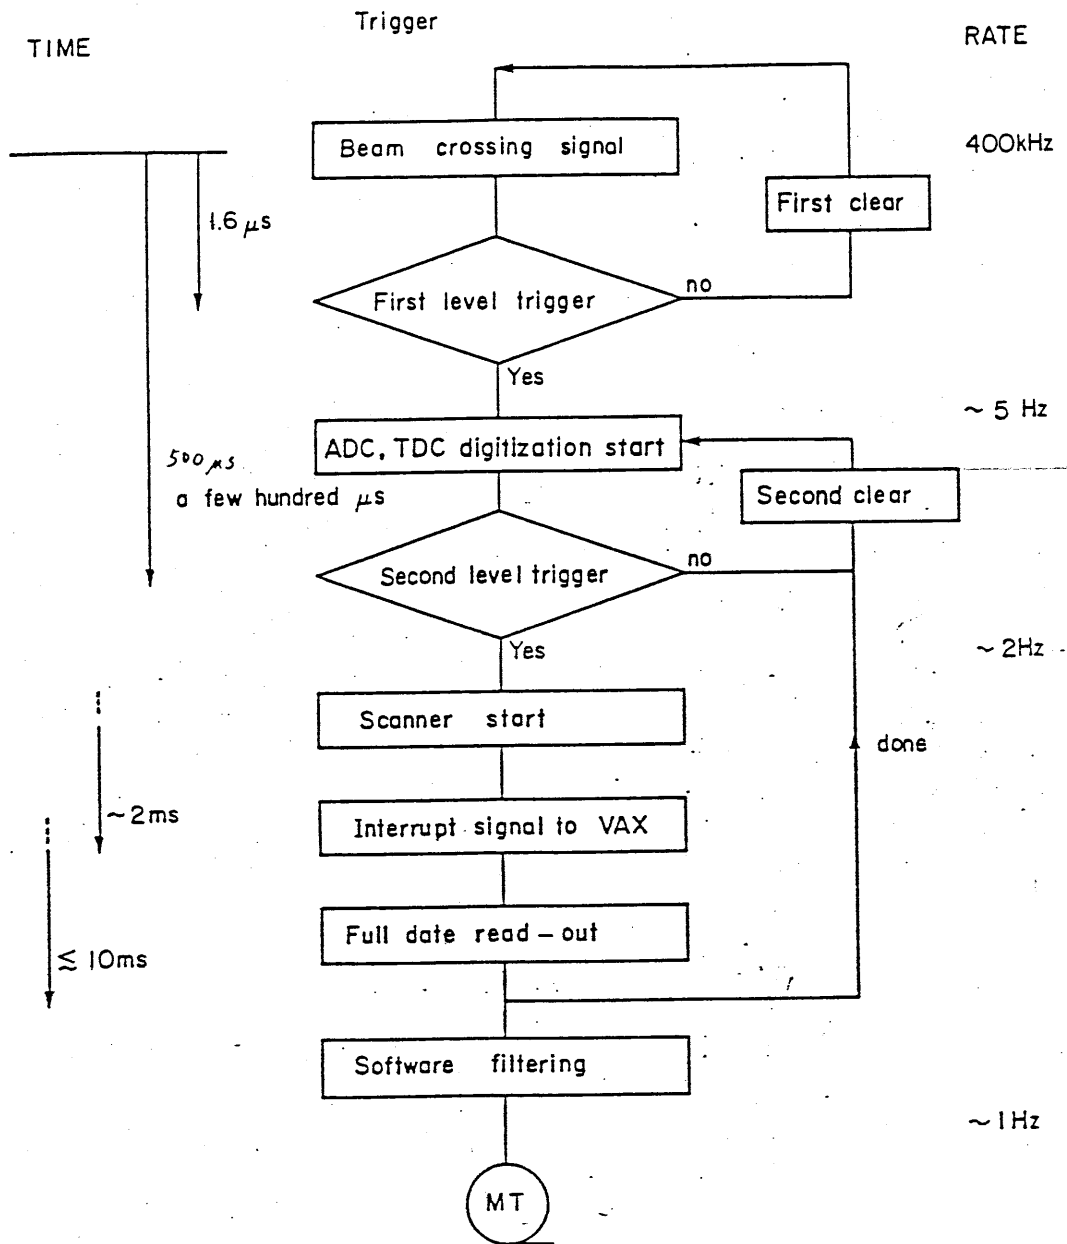 Trigger
TIME
RATE
Beam crossing signal
400kHz
First clear
1.6 μs
First level trigger
no
Yes
~ 5 Hz
ADC, TDC digitization start
500 μs
a few hundred μs
Second clear
Second level trigger
no
Yes
~ 2Hz
Scanner start
done
~ 2ms
Interrupt signal to VAX
Full date read - out
≲ 10ms
Software filtering
~ 1Hz
MT